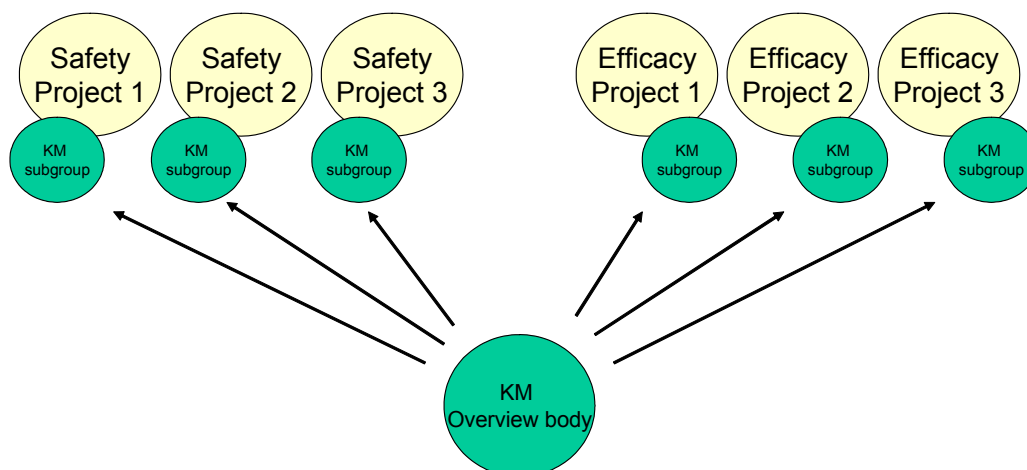 Safety
Project 1
Safety
Project 2
Safety
Project 3
Efficacy
Project 1
Efficacy
Project 2
Efficacy
Project 3
KM
subgroup
KM
subgroup
KM
subgroup
KM
subgroup
KM
subgroup
KM
subgroup
KM
Overview body